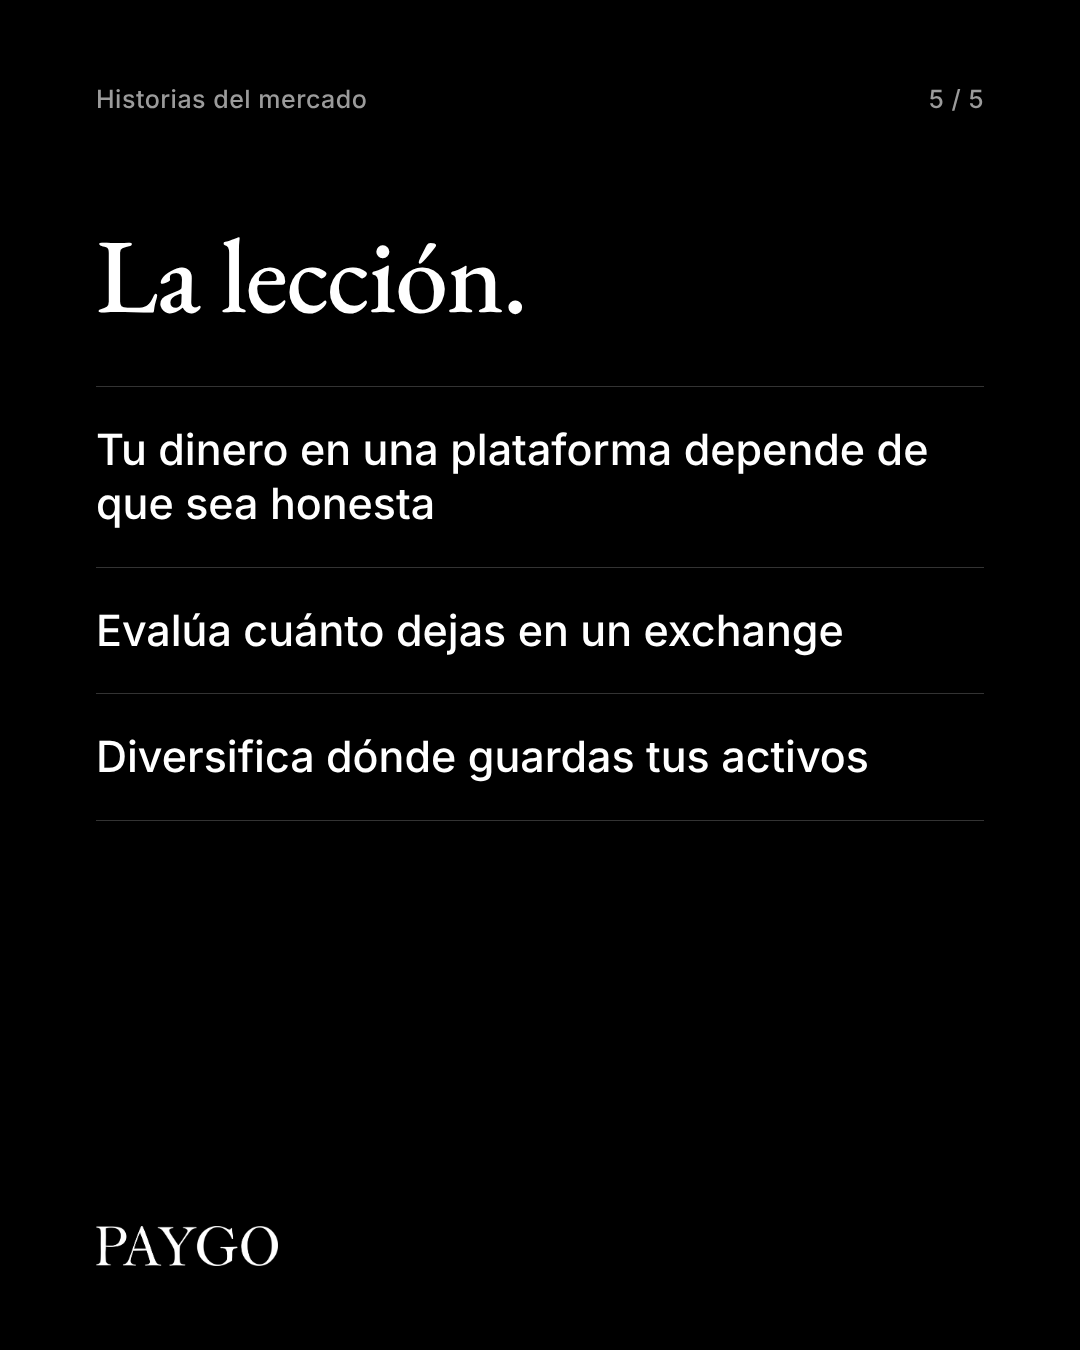 Historias del mercado
5 / 5
La lección.
Tu dinero en una plataforma depende de
que sea honesta
Evalúa cuánto dejas en un exchange
Diversifica dónde guardas tus activos
PAYGO